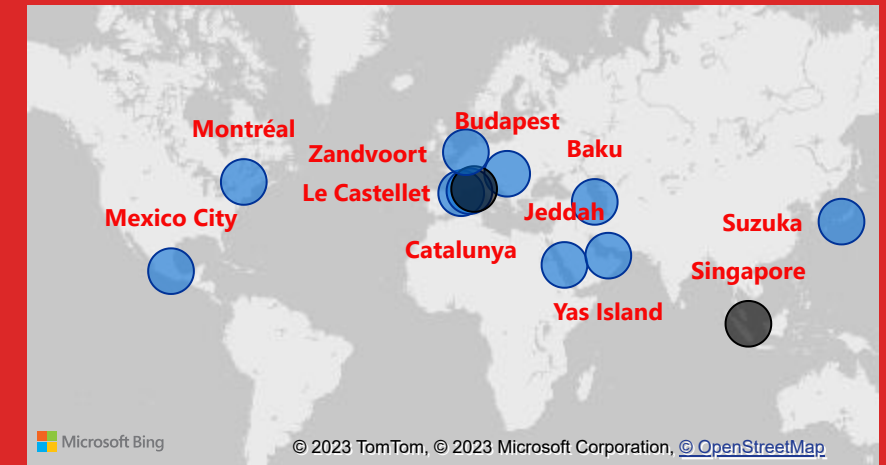 Budapest
Montréal
Zandvoort
Baku
Le Castellet
Mexico City
Jeddah
Suzuka
Catalunya
Singapore
Yas Island
Microsoft Bing
© 2023 TomTom, © 2023 Microsoft Corporation, © OpenStreetMap